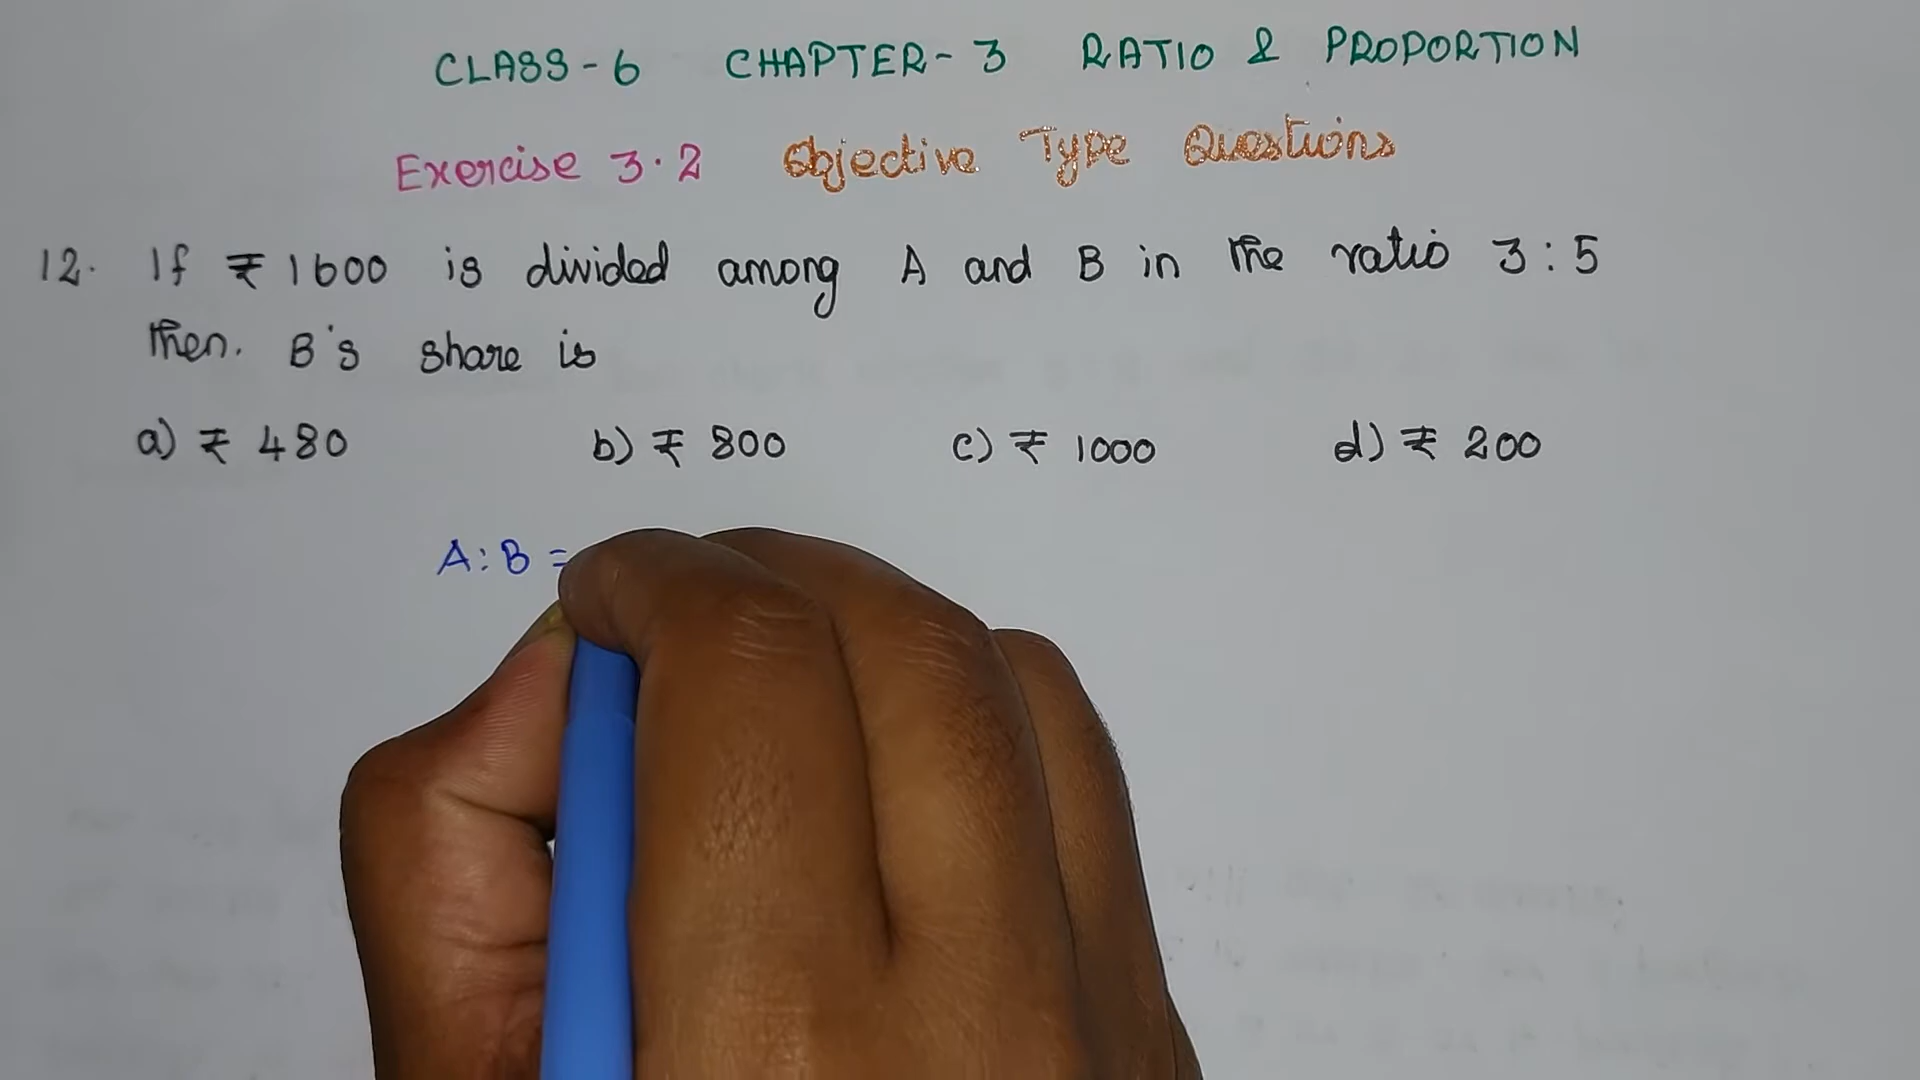 CLASS-6 CHAPTER-3 RATIO & PROPORTION
Exercise 3.2 Objective Type Questions
12. If ₹ 1600 is divided among A and B in the ratio 3:5
then. B's share is
a) ₹ 480 b) ₹ 800 c) ₹ 1000 d) ₹ 200
A:B =